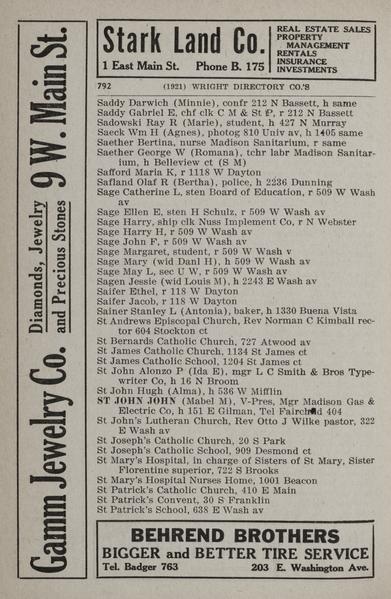 Stark Land Co.
1 East Main St. Phone B. 175
REAL ESTATE SALES
PROPERTY
MANAGEMENT
RENTALS
INSURANCE
INVESTMENTS
Gamm Jewelry Co. Diamonds, Jewelry and Precious Stones 9 W. Main St.
792 (1921) WRIGHT DIRECTORY CO.'S
Saddy Darwich (Minnie), confr 212 N Bassett, h same
Saddy Gabriel E, chf clk C M & St P, r 212 N Bassett
Sadowski Ray R (Marie), student, h 427 N Murray
Saeck Wm H (Agnes), photog 810 Univ av, h 1405 same
Saether Bertina, nurse Madison Sanitarium, r same
Saether George W (Romana), tchr labr Madison Sanitar-
ium, h Belleview ct (S M)
Safford Maria K, r 1118 W Dayton
Safland Olaf R (Bertha), police, h 2236 Dunning
Sage Catherine L, sten Board of Education, r 509 W Wash
av
Sage Ellen E, sten H Schulz, r 509 W Wash av
Sage Harry, ship clk Nuss Implement Co, r N Webster
Sage Harry H, r 509 W Wash av
Sage John F, r 509 W Wash av
Sage Margaret, student, r 509 W Wash v
Sage Mary (wid Danl H), h 509 W Wash av
Sage May L, sec U W, r 509 W Wash av
Sagen Jessie (wid Louis M), h 2243 E Wash av
Saifer Ethel, r 118 W Dayton
Saifer Jacob, r 118 W Dayton
Sainer Stanley L (Antonia), baker, h 1330 Buena Vista
St Andrews Episcopal Church, Rev Norman C Kimball rec-
tor 604 Stockton ct
St Bernards Catholic Church, 727 Atwood av
St James Catholic Church, 1134 St James ct
St James Catholic School, 1204 St James ct
St John Alonzo P (Ida E), mgr L C Smith & Bros Type-
writer Co, h 16 N Broom
St John Hugh (Alma), h 536 W Mifflin
ST JOHN JOHN (Mabel M), V-Pres, Mgr Madison Gas &
Electric Co, h 151 E Gilman, Tel Fairchild 404
St John's Lutheran Church, Rev Otto J Wilke pastor, 322
E Wash av
St Joseph's Catholic Church, 20 S Park
St Joseph's Catholic School, 909 Desmond ct
St Mary's Hospital, in charge of Sisters of St Mary, Sister
Florentine superior, 722 S Brooks
St Mary's Hospital Nurses Home, 1001 Beacon
St Patrick's Catholic Church, 410 E Main
St Patrick's Convent, 30 S Franklin
St Patrick's School, 638 E Wash av
BEHREND BROTHERS
BIGGER and BETTER TIRE SERVICE
Tel. Badger 763 203 E. Washington Ave.